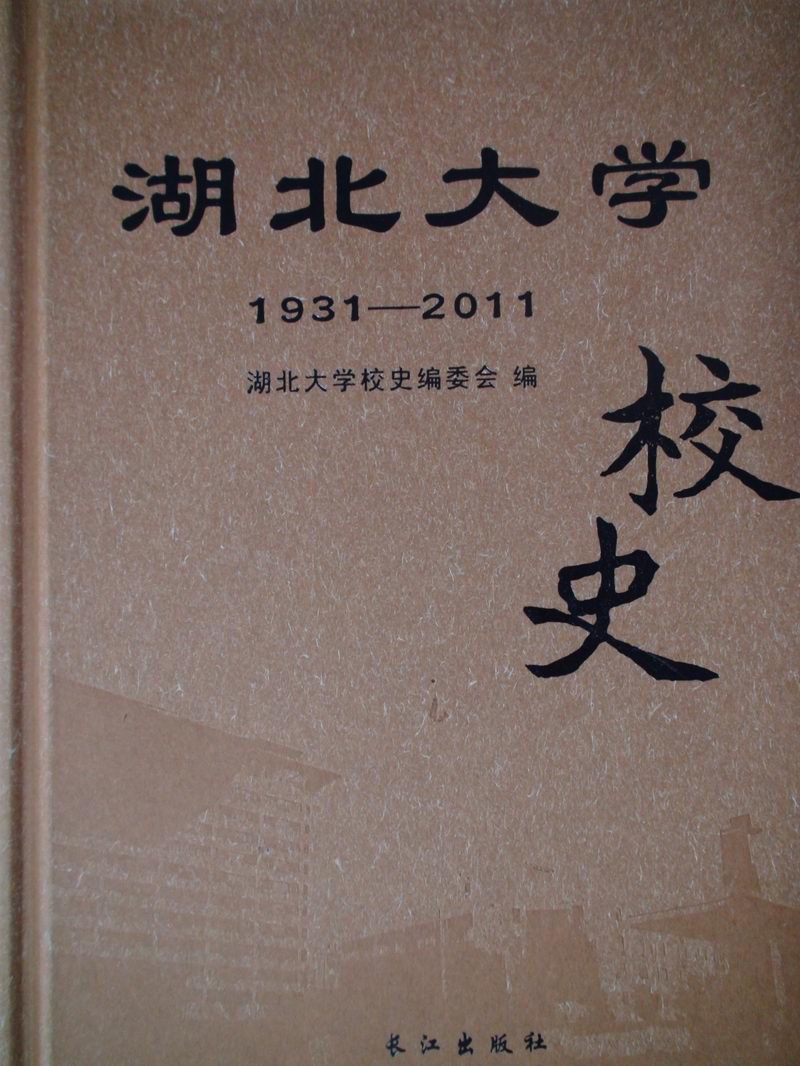 湖北大学
1931—2011
湖北大学校史编委会 编
校史
长江出版社